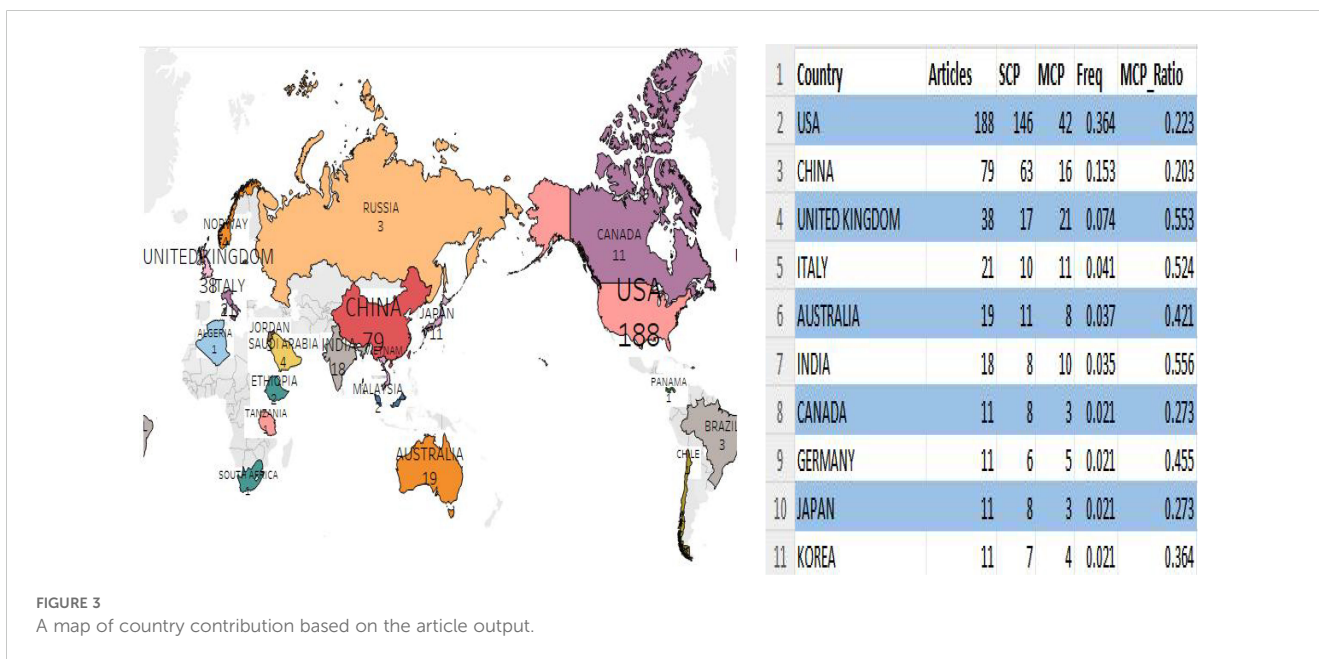 RUSSIA
3
NORWAY
UNITED KINGDOM
38
ITALY
21
CANADA
11
USA
188
CHINA
79
JAPAN
11
ALGERIA
1
JORDAN
SAUDI ARABIA
4
INDIA
18
ETHIOPIA
2
MALAYSIA
2
TANZANIA
1
PANAMA
1
BRAZIL
3
CHILE
AUSTRALIA
19
SOUTH AFRICA
1
1 Country Articles SCP MCP Freq MCP_Ratio
2 USA 188 146 42 0.364 0.223
3 CHINA 79 63 16 0.153 0.203
4 UNITED KINGDOM 38 17 21 0.074 0.553
5 ITALY 21 10 11 0.041 0.524
6 AUSTRALIA 19 11 8 0.037 0.421
7 INDIA 18 8 10 0.035 0.556
8 CANADA 11 8 3 0.021 0.273
9 GERMANY 11 6 5 0.021 0.455
10 JAPAN 11 8 3 0.021 0.273
11 KOREA 11 7 4 0.021 0.364
FIGURE 3
A map of country contribution based on the article output.